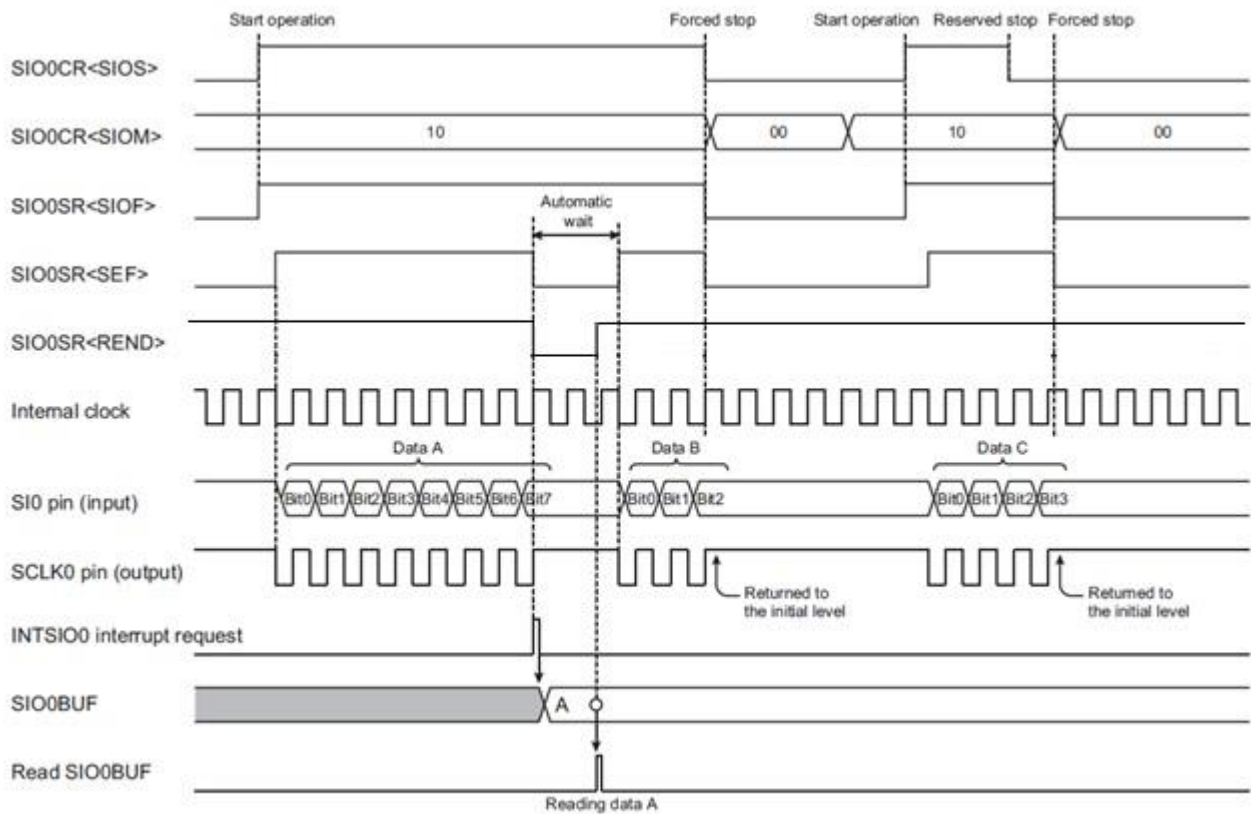 Start operation
Forced stop
Start operation
Reserved stop
Forced stop
SIO0CR<SIOS>
SIO0CR<SIOM>
10
00
10
00
SIO0SR<SIOF>
Automatic
wait
SIO0SR<SEF>
SIO0SR<REND>
Internal clock
Data A
Data B
Data C
SI0 pin (input)
Bit0 Bit1 Bit2 Bit3 Bit4 Bit5 Bit6 Bit7
Bit0 Bit1 Bit2
Bit0 Bit1 Bit2 Bit3
SCLK0 pin (output)
Returned to
the initial level
Returned to
the initial level
INTSIO0 interrupt request
SIO0BUF
A
Read SIO0BUF
Reading data A